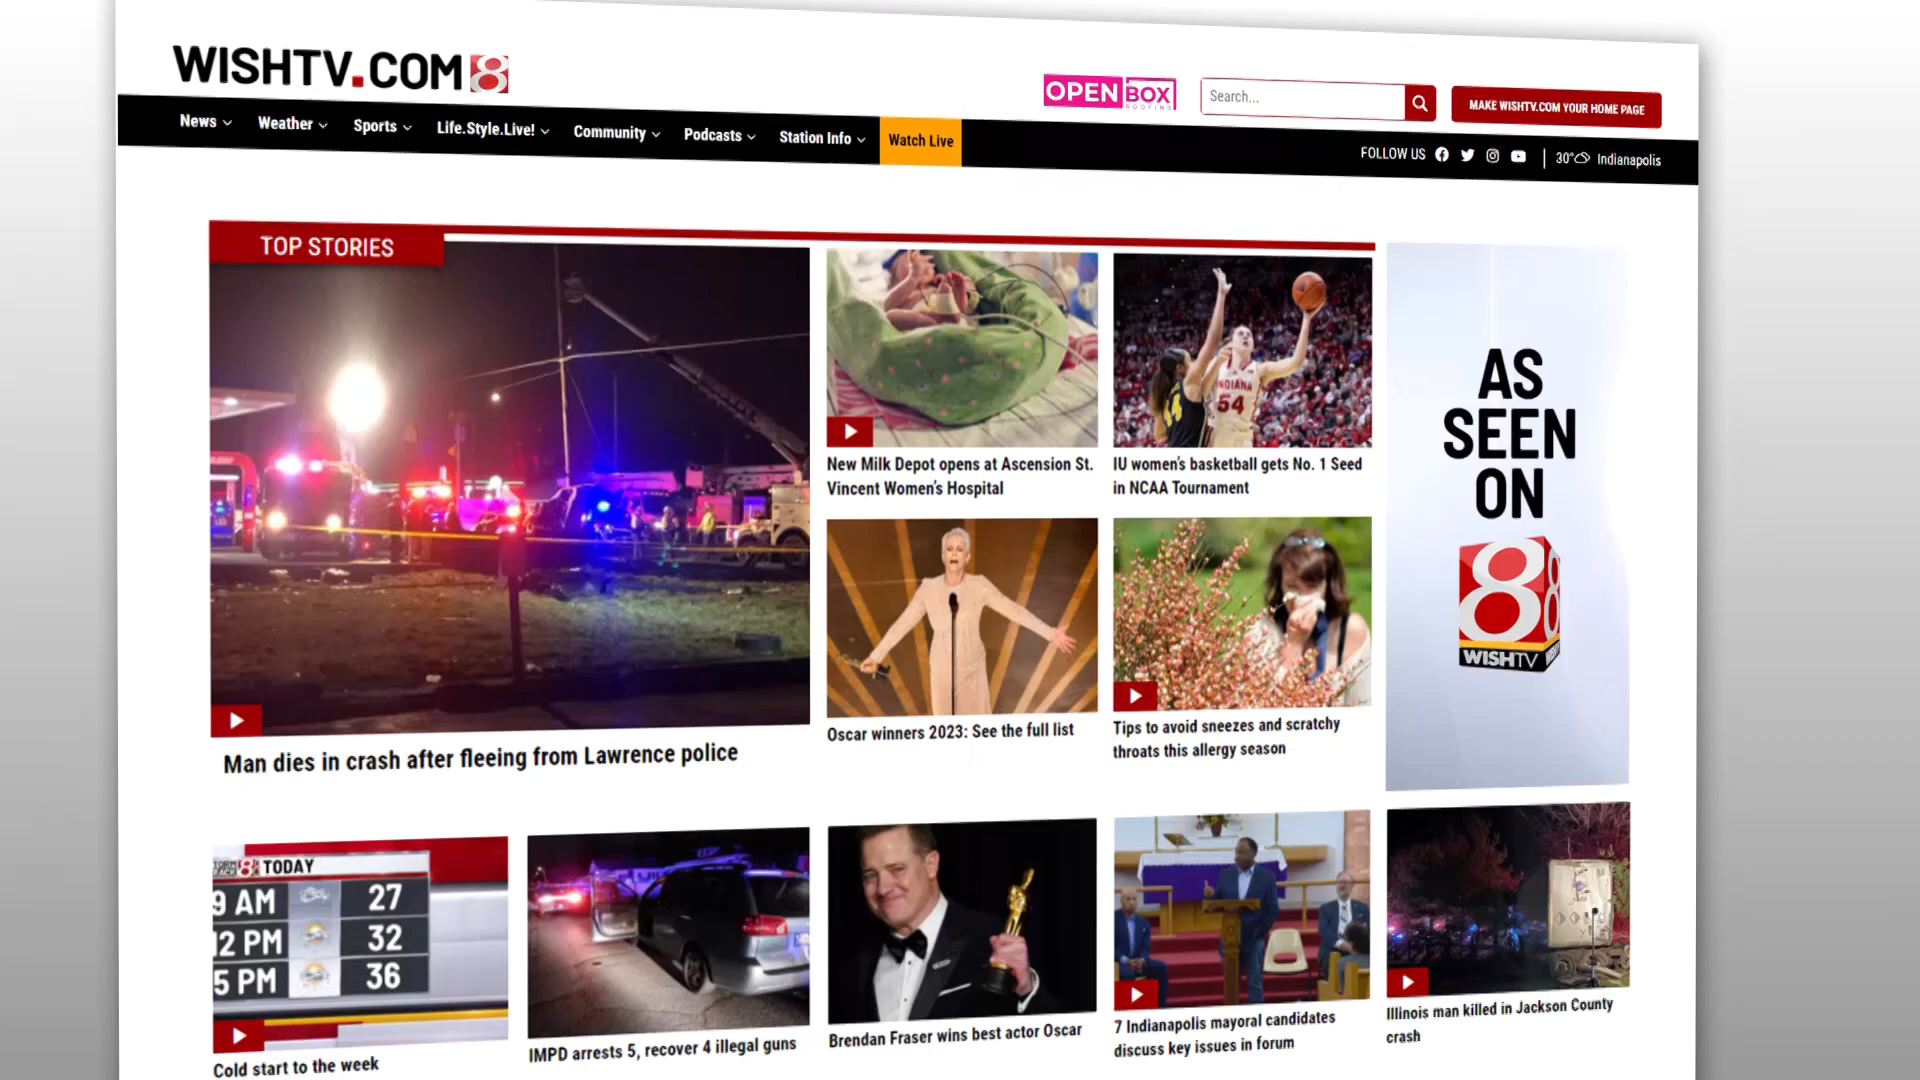 WISHTV.COM 8
OPEN BOX
ROOFING
Search...
MAKE WISHTV.COM YOUR HOME PAGE
News
Weather
Sports
Life.Style.Live!
Community
Podcasts
Station Info
Watch Live
FOLLOW US
30° Indianapolis
TOP STORIES
Man dies in crash after fleeing from Lawrence police
New Milk Depot opens at Ascension St.
Vincent Women's Hospital
INDIANA
54
IU women's basketball gets No. 1 Seed
in NCAA Tournament
Oscar winners 2023: See the full list
Tips to avoid sneezes and scratchy
throats this allergy season
AS
SEEN
ON
8
WISHTV
8 TODAY
9 AM 27
12 PM 32
5 PM 36
Cold start to the week
IMPD arrests 5, recover 4 illegal guns
Brendan Fraser wins best actor Oscar
7 Indianapolis mayoral candidates
discuss key issues in forum
Illinois man killed in Jackson County
crash